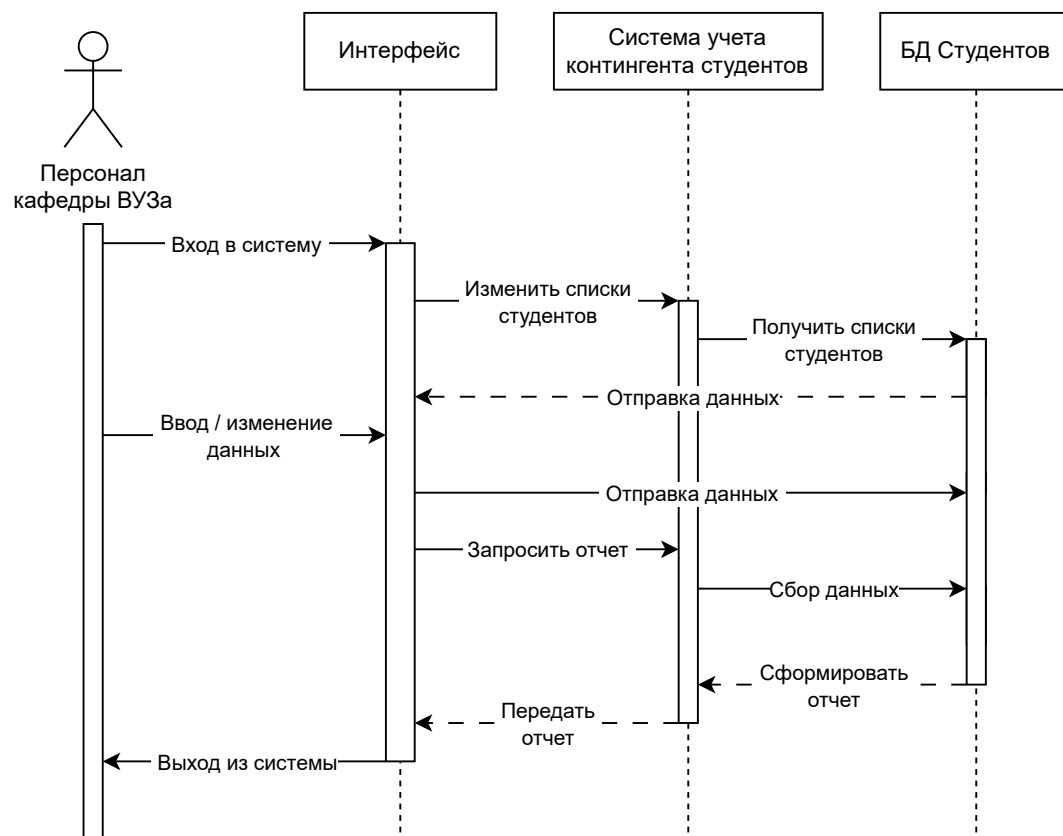 Интерфейс
Система учета
контингента студентов
БД Студентов
Персонал
кафедры ВУЗа
Вход в систему
Изменить списки
студентов
Получить списки
студентов
Отправка данных
Ввод / изменение
данных
Отправка данных
Запросить отчет
Сбор данных
Сформировать
отчет
Передать
отчет
Выход из системы